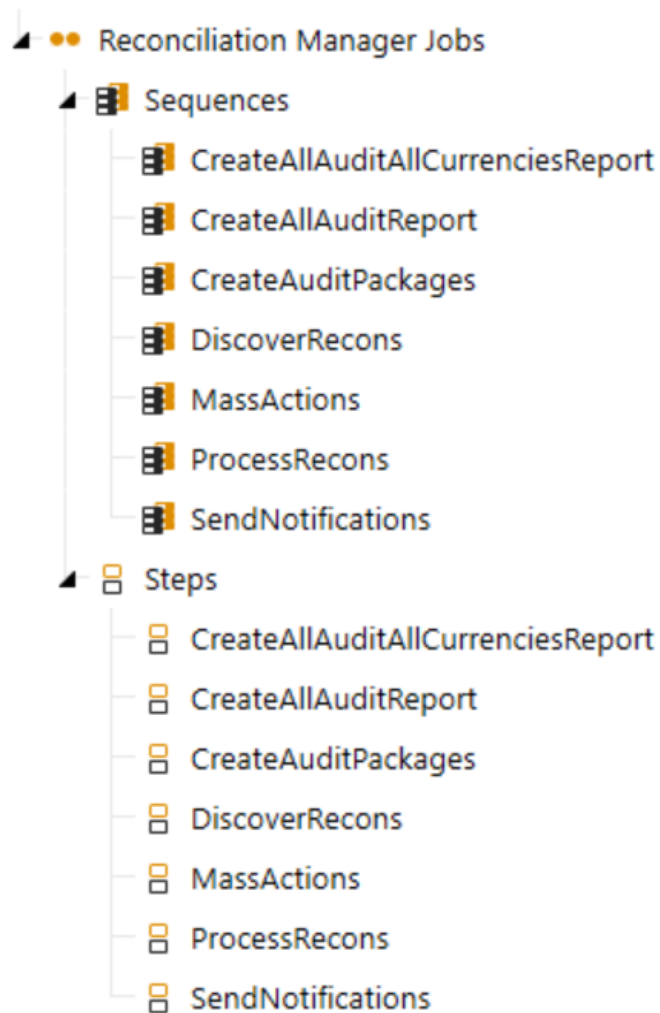 Reconciliation Manager Jobs
Sequences
CreateAllAuditAllCurrenciesReport
CreateAllAuditReport
CreateAuditPackages
DiscoverRecons
MassActions
ProcessRecons
SendNotifications
Steps
CreateAllAuditAllCurrenciesReport
CreateAllAuditReport
CreateAuditPackages
DiscoverRecons
MassActions
ProcessRecons
SendNotifications